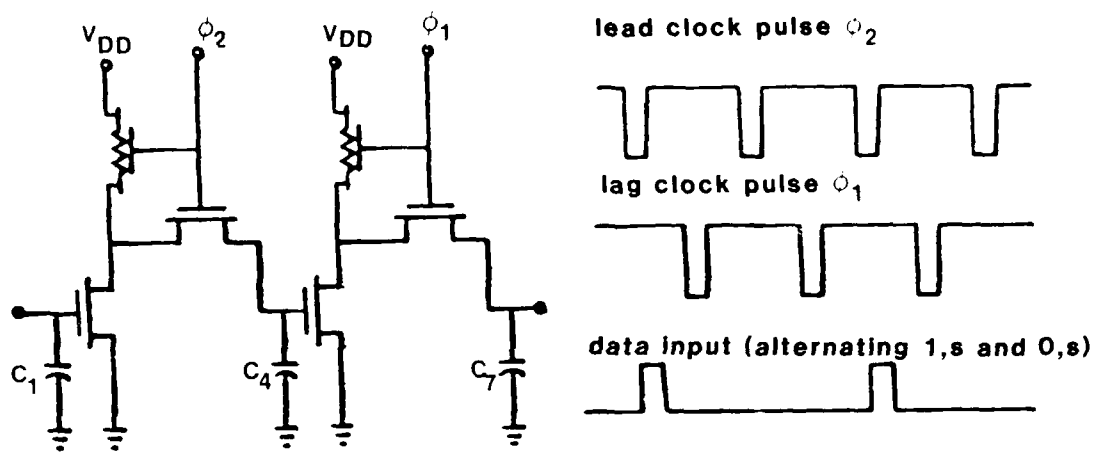 VDD
ϕ2
VDD
ϕ1
C1
C4
C7
lead clock pulse ϕ2
lag clock pulse ϕ1
data input (alternating 1,s and 0,s)